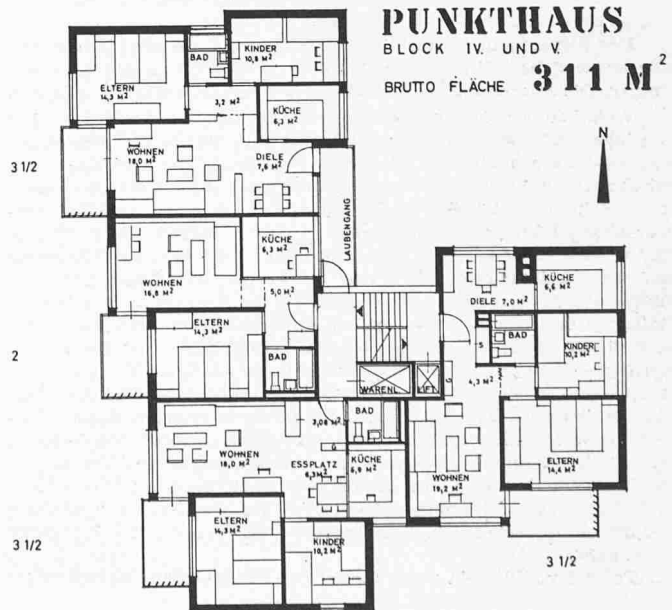 PUNKTHAUS
BLOCK IV. UND V.
BRUTTO FLÄCHE 311 M²
N
BAD
KINDER
10,8 M²
ELTERN
14,3 M²
3,2 M²
KÜCHE
6,3 M²
3 1/2
WOHNEN
18,0 M²
DIELE
7,6 M²
LAUBENGANG
KÜCHE
6,3 M²
WOHNEN
16,8 M²
5,0 M²
DIELE 7,0 M²
KÜCHE
6,6 M²
2
ELTERN
14,3 M²
BAD
S
BAD
KINDER
10,2 M²
WARENL.
LIFT
G
4,3 M²
3,08 M²
BAD
G
WOHNEN
18,0 M²
ESSPLATZ
6,3 M²
KÜCHE
WOHNEN
19,2 M²
ELTERN
14,4 M²
ELTERN
14,3 M²
KINDER
10,2 M²
3 1/2
3 1/2